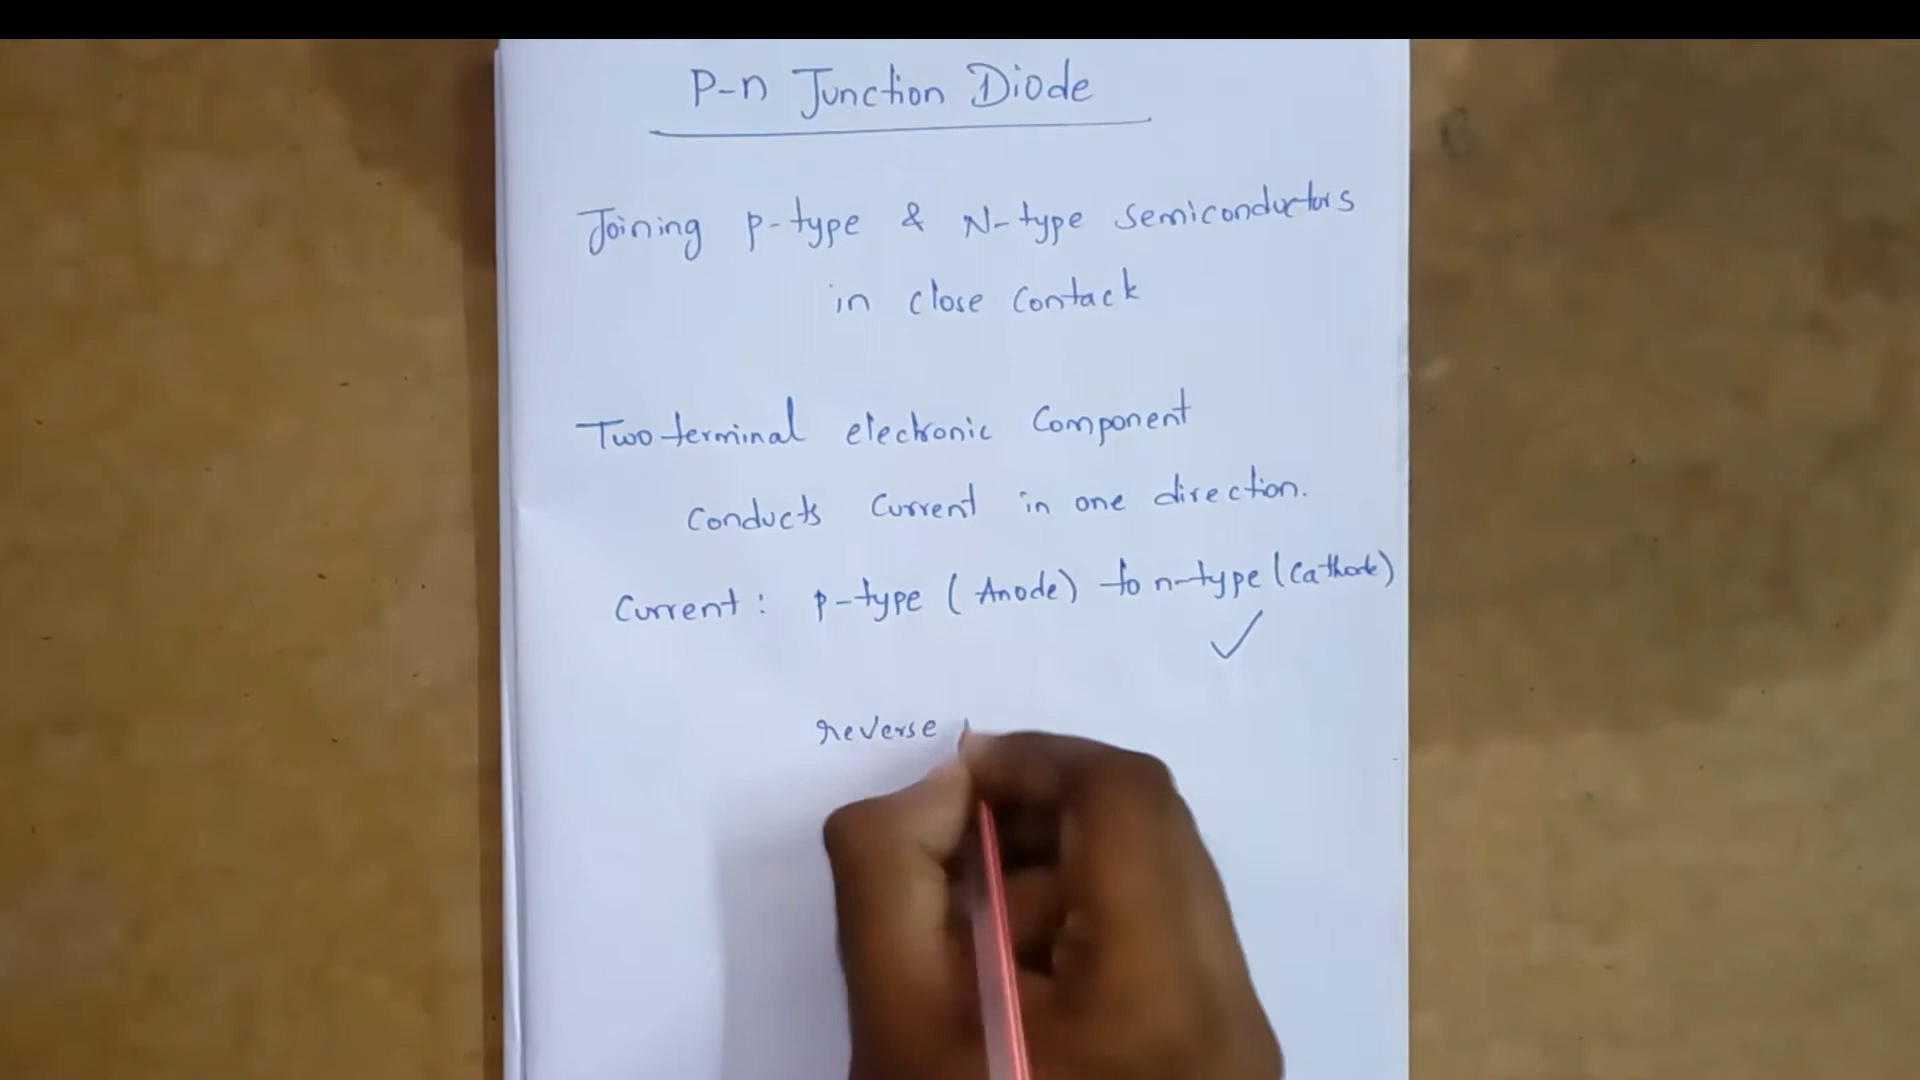 P-n Junction Diode
Joining p-type & N-type semiconductors
in close contack
Two terminal electronic component
conducts current in one direction.
Current: p-type (Anode) to n-type (Cathode)
reverse